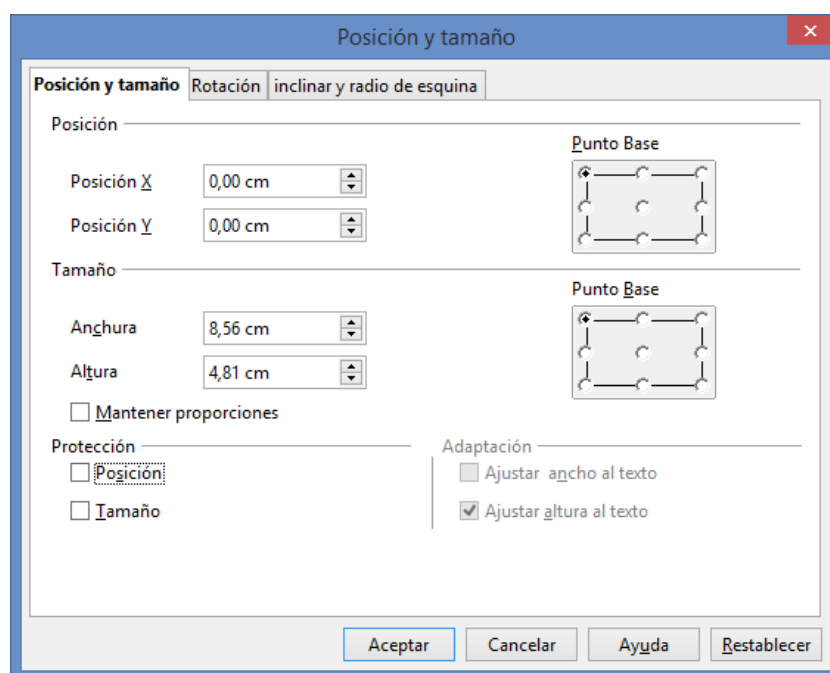 Posición y tamaño
Posición y tamaño Rotación inclinar y radio de esquina
Posición
Punto Base
Posición X 0,00 cm
Posición Y 0,00 cm
Tamaño
Punto Base
Anchura 8,56 cm
Altura 4,81 cm
Mantener proporciones
Protección Adaptación
Posición Ajustar ancho al texto
Tamaño Ajustar altura al texto
Aceptar Cancelar Ayuda Restablecer